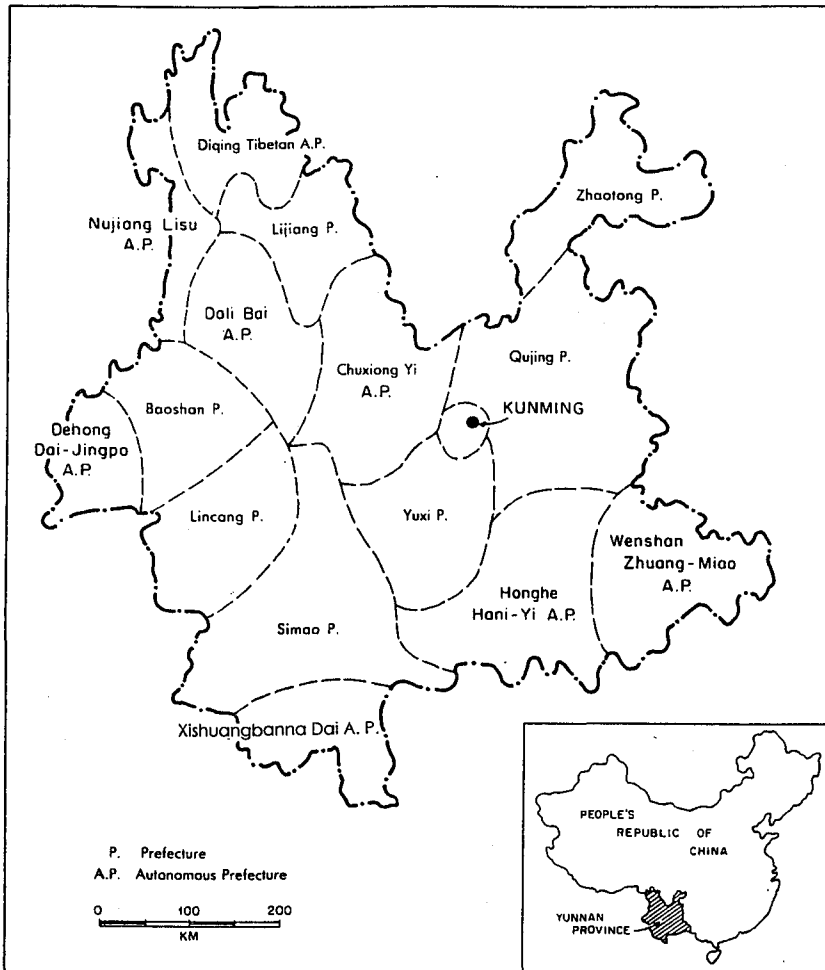 Diqing Tibetan A.P.
Zhaotong P.
Nujiang Lisu
A.P.
Lijiang P.
Dali Bai
A.P.
Qujing P.
Chuxiong Yi
A.P.
Baoshan P.
KUNMING
Dehong
Dai-Jingpo
A.P.
Lincang P.
Yuxi P.
Wenshan
Zhuang-Miao
A.P.
Honghe
Hani-Yi A.P.
Simao P.
Xishuangbanna Dai A. P.
P. Prefecture
A.P. Autonomous Prefecture
0 100 200
KM
PEOPLE'S
REPUBLIC OF
CHINA
YUNNAN
PROVINCE